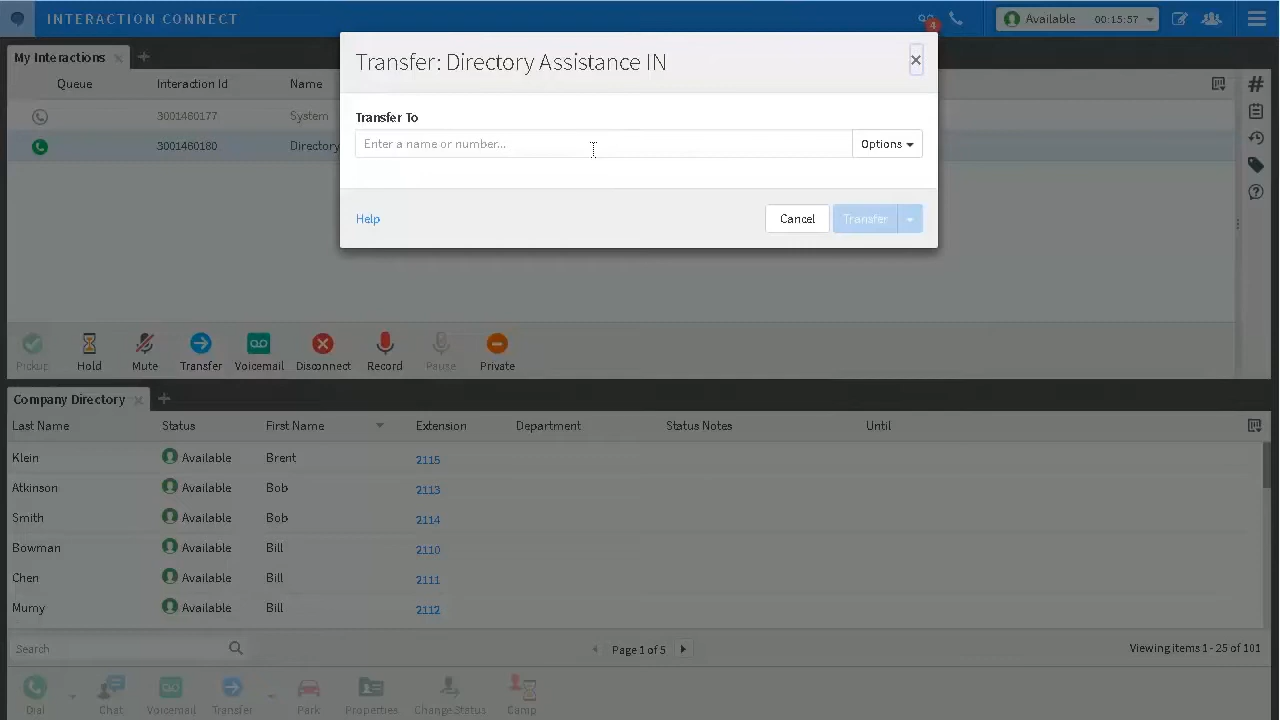 INTERACTION CONNECT
4
Available 00:15:57
My Interactions
Queue Interaction Id Name
3001460177 System
3001460180 Directory
Transfer: Directory Assistance IN
Transfer To
Enter a name or number...
Options
Help
Cancel
Transfer
Pickup Hold Mute Transfer Voicemail Disconnect Record Pause Private
Company Directory
Last Name Status First Name Extension Department Status Notes Until
Klein Available Brent 2115
Atkinson Available Bob 2113
Smith Available Bob 2114
Bowman Available Bill 2110
Chen Available Bill 2111
Mumy Available Bill 2112
Search
Page 1 of 5
Viewing items 1 - 25 of 101
Dial Chat Voicemail Transfer Park Properties Change Status Camp